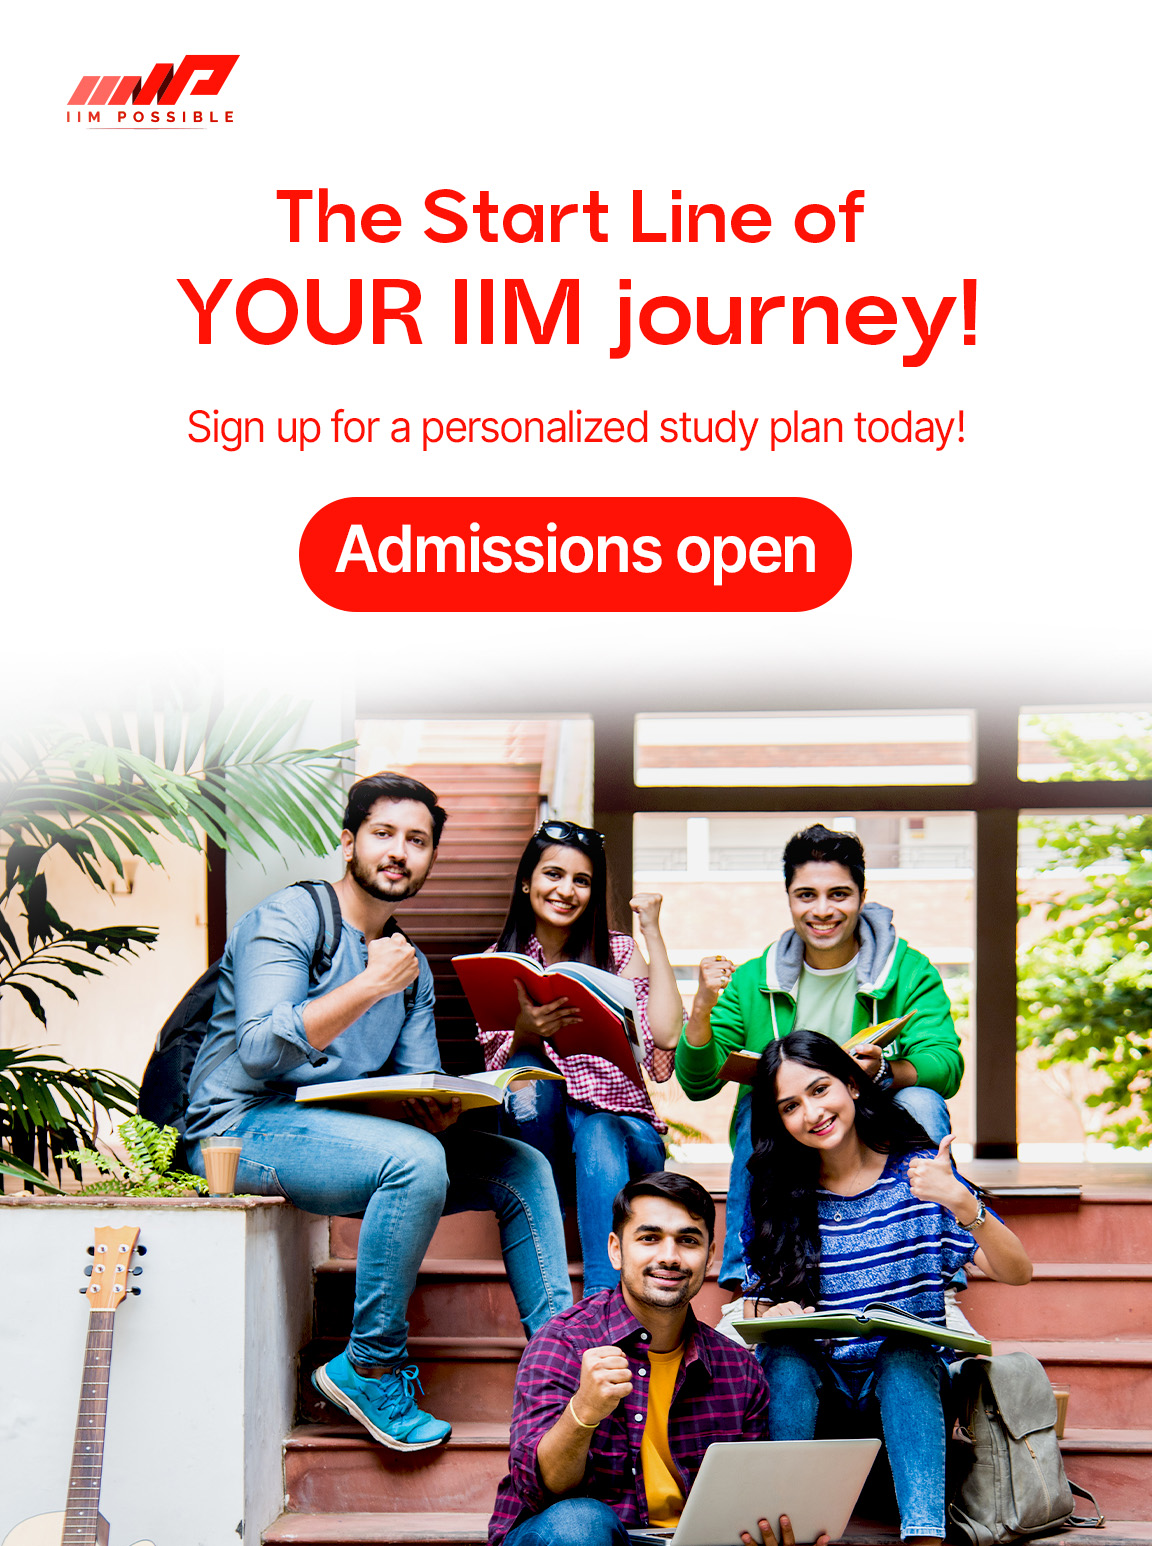 IIM POSSIBLE
The Start Line of
YOUR IIM journey!
Sign up for a personalized study plan today!
Admissions open